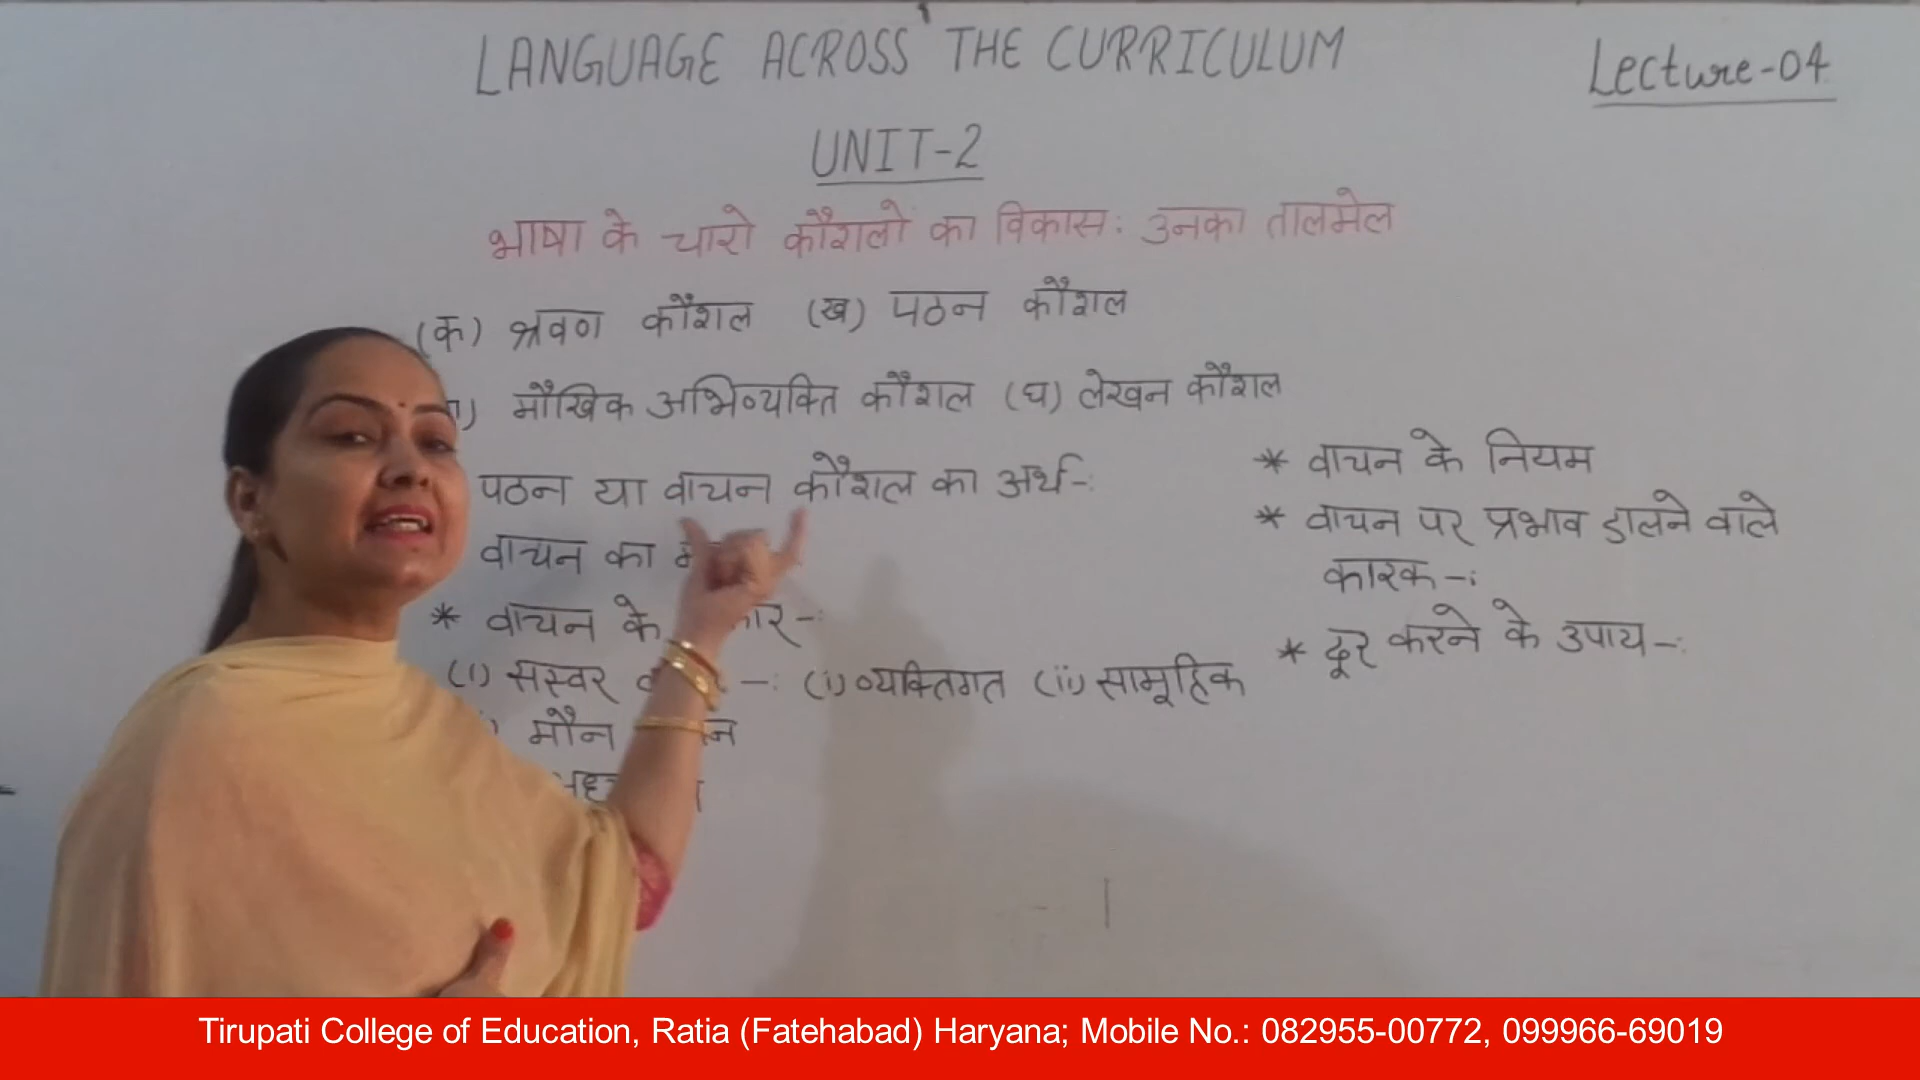 LANGUAGE ACROSS THE CURRICULUM
Lecture-04
UNIT-2
भाषा के चारो कौशलों का विकास: उनका तालमेल
(क) श्रवण कौशल (ख) पठन कौशल
मौखिक अभिव्यक्ति कौशल (घ) लेखन कौशल
पठन या वाचन कौशल का अर्थ-:
वाचन का
* वाचन के
(i) सस्वर -: (i) व्यक्तिगत (ii) सामूहिक
मौन
* वाचन के नियम
* वाचन पर प्रभाव डालने वाले
कारक-:
* दूर करने के उपाय-:
Tirupati College of Education, Ratia (Fatehabad) Haryana; Mobile No.: 082955-00772, 099966-69019